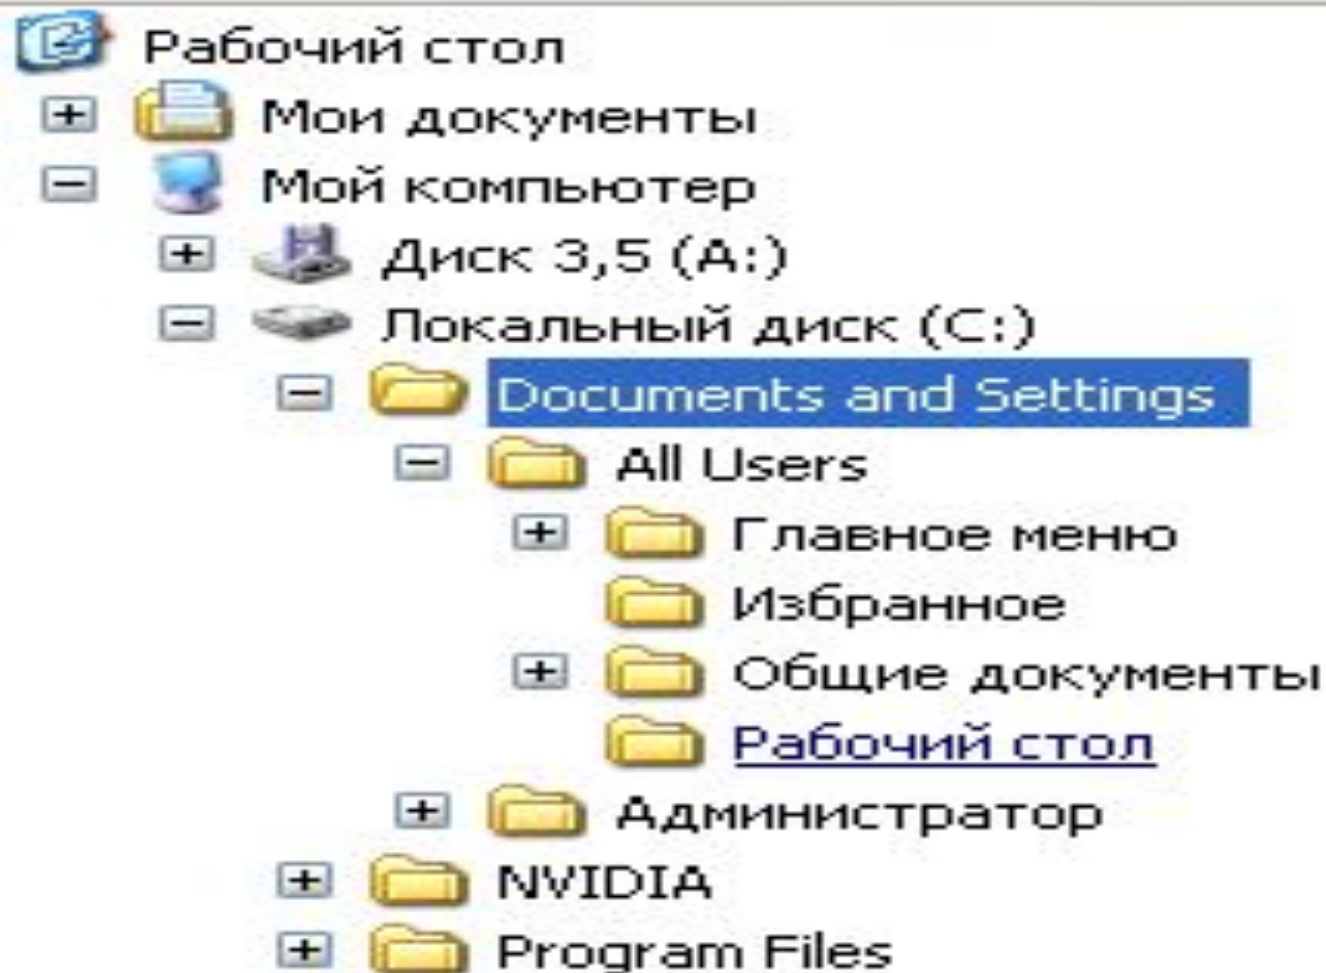 Рабочий стол
Мои документы
Мой компьютер
Диск 3,5 (A:)
Локальный диск (C:)
Documents and Settings
All Users
Главное меню
Избранное
Общие документы
Рабочий стол
Администратор
NVIDIA
Program Files